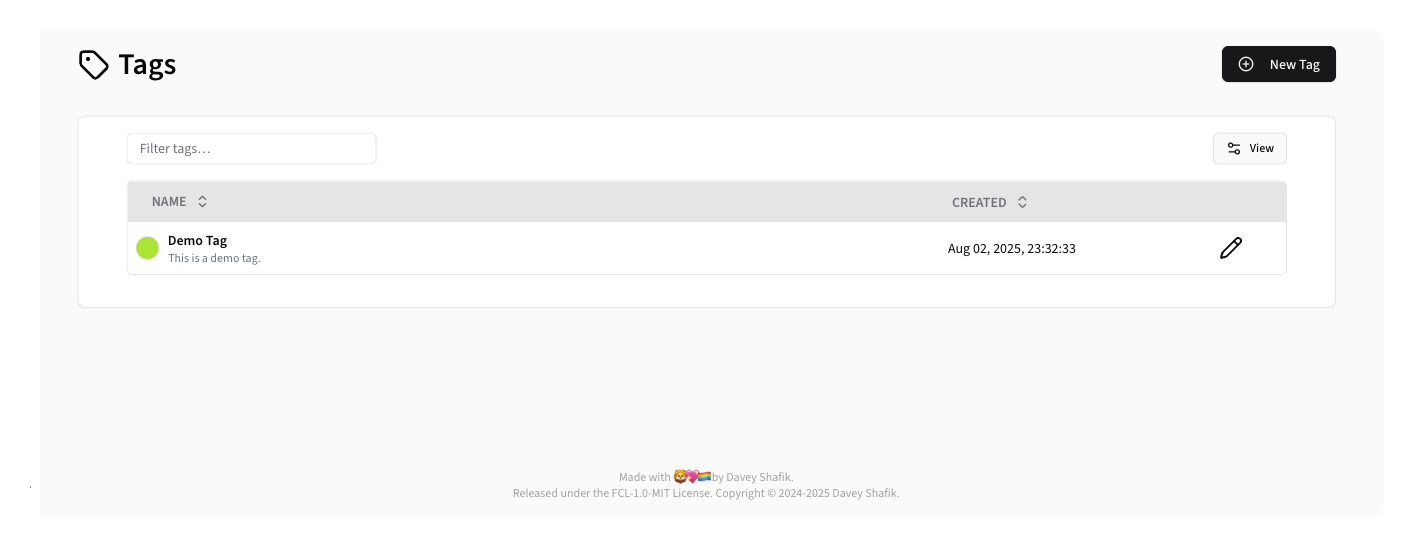 Tags
New Tag
Filter tags...
View
NAME
CREATED
Demo Tag
This is a demo tag.
Aug 02, 2025, 23:32:33
Made with 🦁💖🏳️‍🌈 by Davey Shafik.
Released under the FCL-1.0-MIT License. Copyright © 2024-2025 Davey Shafik.